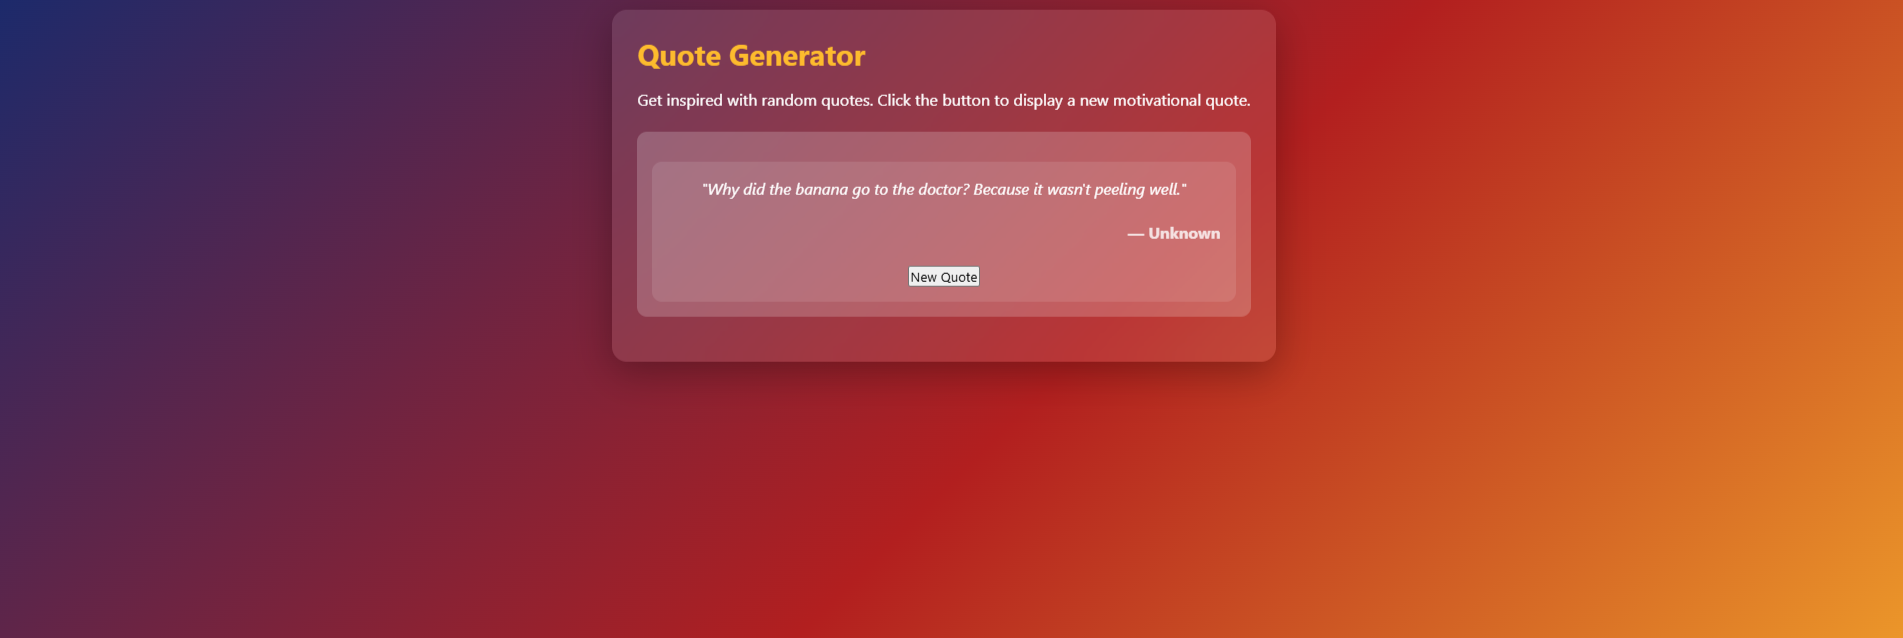 Quote Generator
Get inspired with random quotes. Click the button to display a new motivational quote.
"Why did the banana go to the doctor? Because it wasn't peeling well."
— Unknown
New Quote